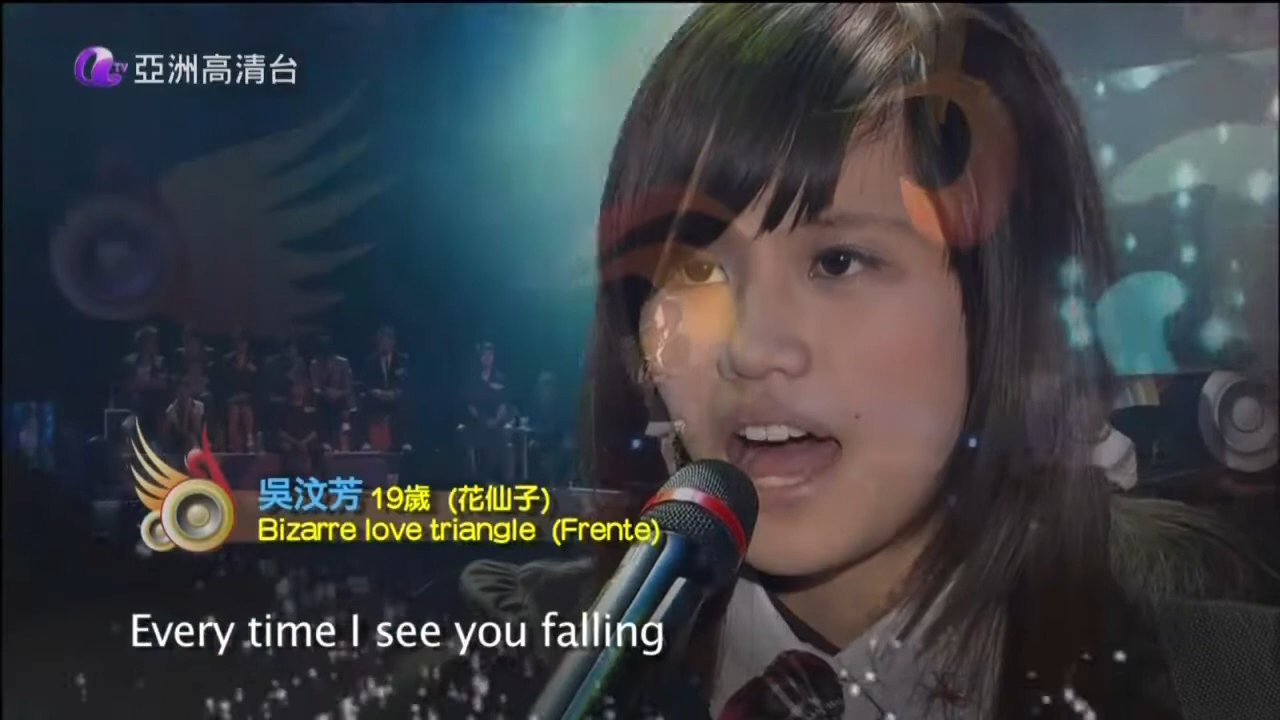 TV 亞洲高清台
吳汶芳 19歲 (花仙子)
Bizarre love triangle (Frente)
Every time I see you falling